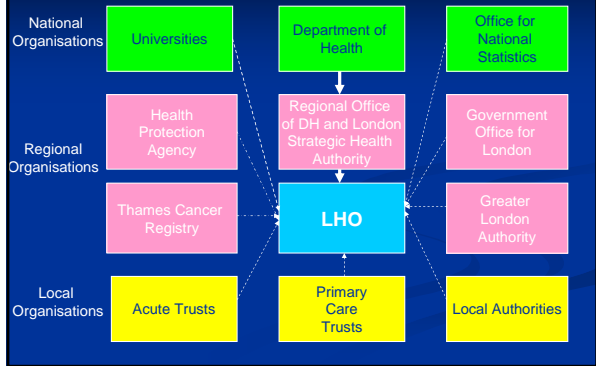 National
Organisations
Universities
Department of
Health
Office for
National
Statistics
Regional
Organisations
Health
Protection
Agency
Regional Office
of DH and London
Strategic Health
Authority
Government
Office for
London
Thames Cancer
Registry
LHO
Greater
London
Authority
Local
Organisations
Acute Trusts
Primary
Care
Trusts
Local Authorities